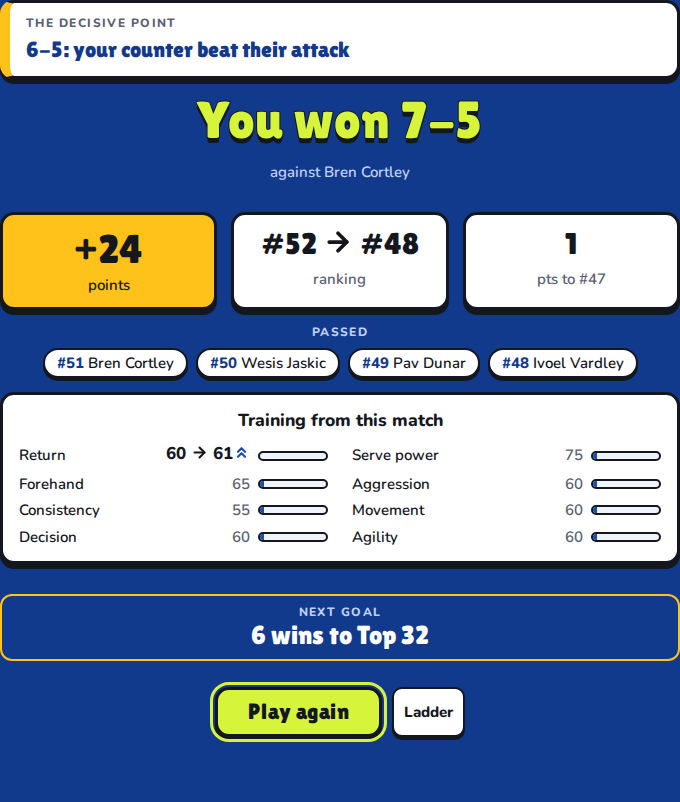 THE DECISIVE POINT
6–5: your counter beat their attack
You won 7–5
against Bren Cortley
+24
points
#52 → #48
ranking
1
pts to #47
PASSED
#51 Bren Cortley
#50 Wesis Jaskic
#49 Pav Dunar
#48 Ivoel Vardley
Training from this match
Return 60 → 61
Serve power 75
Forehand 65
Aggression 60
Consistency 55
Movement 60
Decision 60
Agility 60
NEXT GOAL
6 wins to Top 32
Play again
Ladder